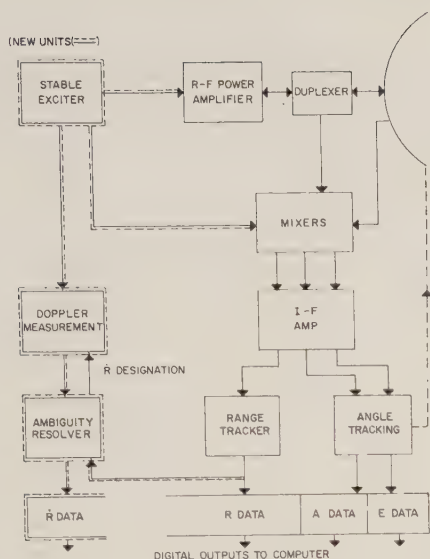 (NEW UNITS(===)
STABLE
EXCITER
R-F POWER
AMPLIFIER
DUPLEXER
MIXERS
DOPPLER
MEASUREMENT
I-F
AMP
Ṙ DESIGNATION
AMBIGUITY
RESOLVER
RANGE
TRACKER
ANGLE
TRACKING
Ṙ DATA
R DATA
A DATA
E DATA
DIGITAL OUTPUTS TO COMPUTER